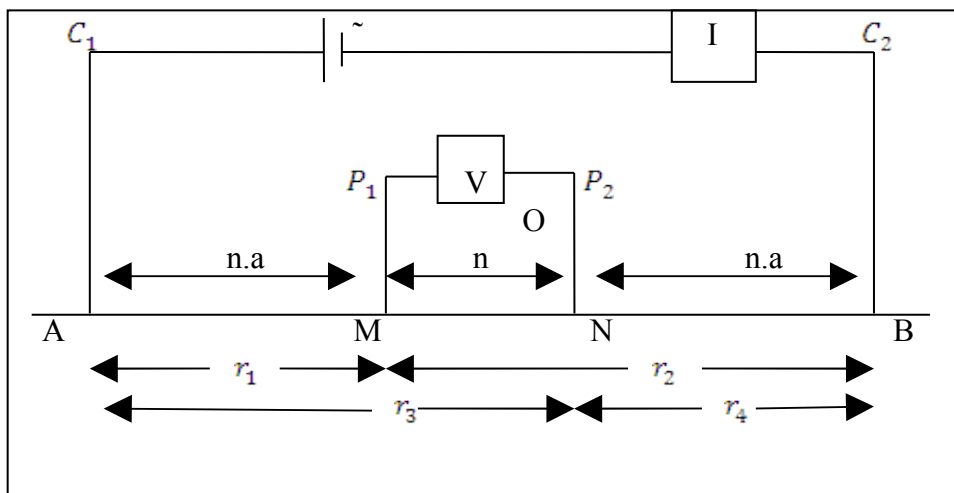 C₁ ˜ I C₂
P₁ V P₂
O
n.a n n.a
A M N B
r₁ r₂
r₃ r₄